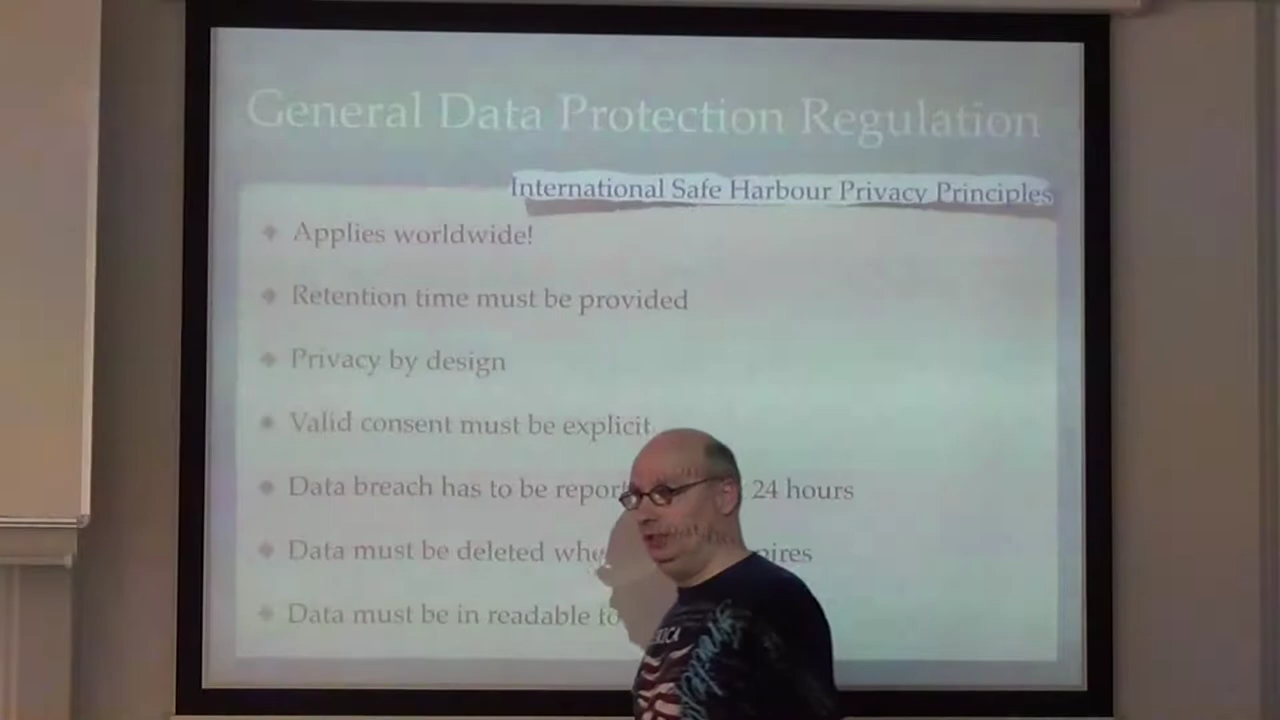 General Data Protection Regulation
International Safe Harbour Privacy Principles
Applies worldwide!
Retention time must be provided
Privacy by design
Valid consent must be explicit
Data breach has to be 24 hours
Data must be deleted
Data must be in readable